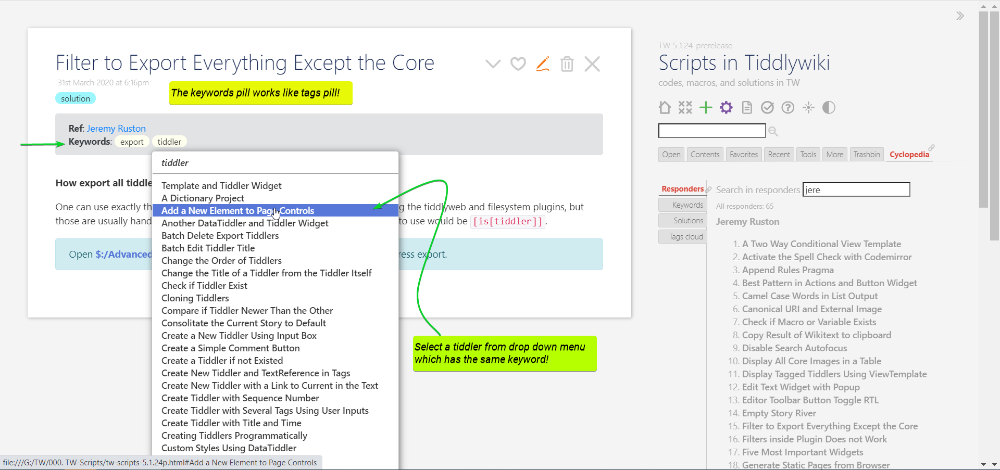 Filter to Export Everything Except the Core
31st March 2020 at 6:16pm
solution
The keywords pill works like tags pill!
Ref: Jeremy Ruston
Keywords: export tiddler
tiddler
Template and Tiddler Widget
A Dictionary Project
Add a New Element to Page Controls
Another DataTiddler and Tiddler Widget
Batch Delete Export Tiddlers
Batch Edit Tiddler Title
Change the Order of Tiddlers
Change the Title of a Tiddler from the Tiddler Itself
Check if Tiddler Exist
Cloning Tiddlers
Compare if Tiddler Newer Than the Other
Consolitate the Current Story to Default
Create a New Tiddler Using Input Box
Create a Simple Comment Button
Create a Tiddler if not Existed
Create New Tiddler and TextReference in Tags
Create New Tiddler with a Link to Current in the Text
Create Tiddler with Sequence Number
Create Tiddler with Several Tags Using User Inputs
Create Tiddler with Title and Time
Creating Tiddlers Programmatically
Custom Styles Using DataTiddler
How export all tiddle
One can use exactly th g the tiddlyweb and filesystem plugins, but
those are usually hand to use would be [is[tiddler]].
Open $:/Advanced ress export.
Select a tiddler from drop down menu
which has the same keyword!
file:///G:/TW/000. TW-Scripts/tw-scripts-5.1.24p.html#Add a New Element to Page Controls
TW 5.1.24-prerelease
Scripts in Tiddlywiki
codes, macros, and solutions in TW
Open Contents Favorites Recent Tools More Trashbin Cyclopedia
Responders
Keywords
Solutions
Tags cloud
Search in responders jere
All responders: 65
Jeremy Ruston
1. A Two Way Conditional View Template
2. Activate the Spell Check with Codemirror
3. Append Rules Pragma
4. Best Pattern in Actions and Button Widget
5. Camel Case Words in List Output
6. Canonical URI and External Image
7. Check if Macro or Variable Exists
8. Copy Result of Wikitext to clipboard
9. Disable Search Autofocus
10. Display All Core Images in a Table
11. Display Tagged Tiddlers Using ViewTemplate
12. Edit Text Widget with Popup
13. Editor Toolbar Button Toggle RTL
14. Empty Story River
15. Filter to Export Everything Except the Core
16. Filters inside Plugin Does not Work
17. Five Most Important Widgets
18. Generate Static Pages from Browser